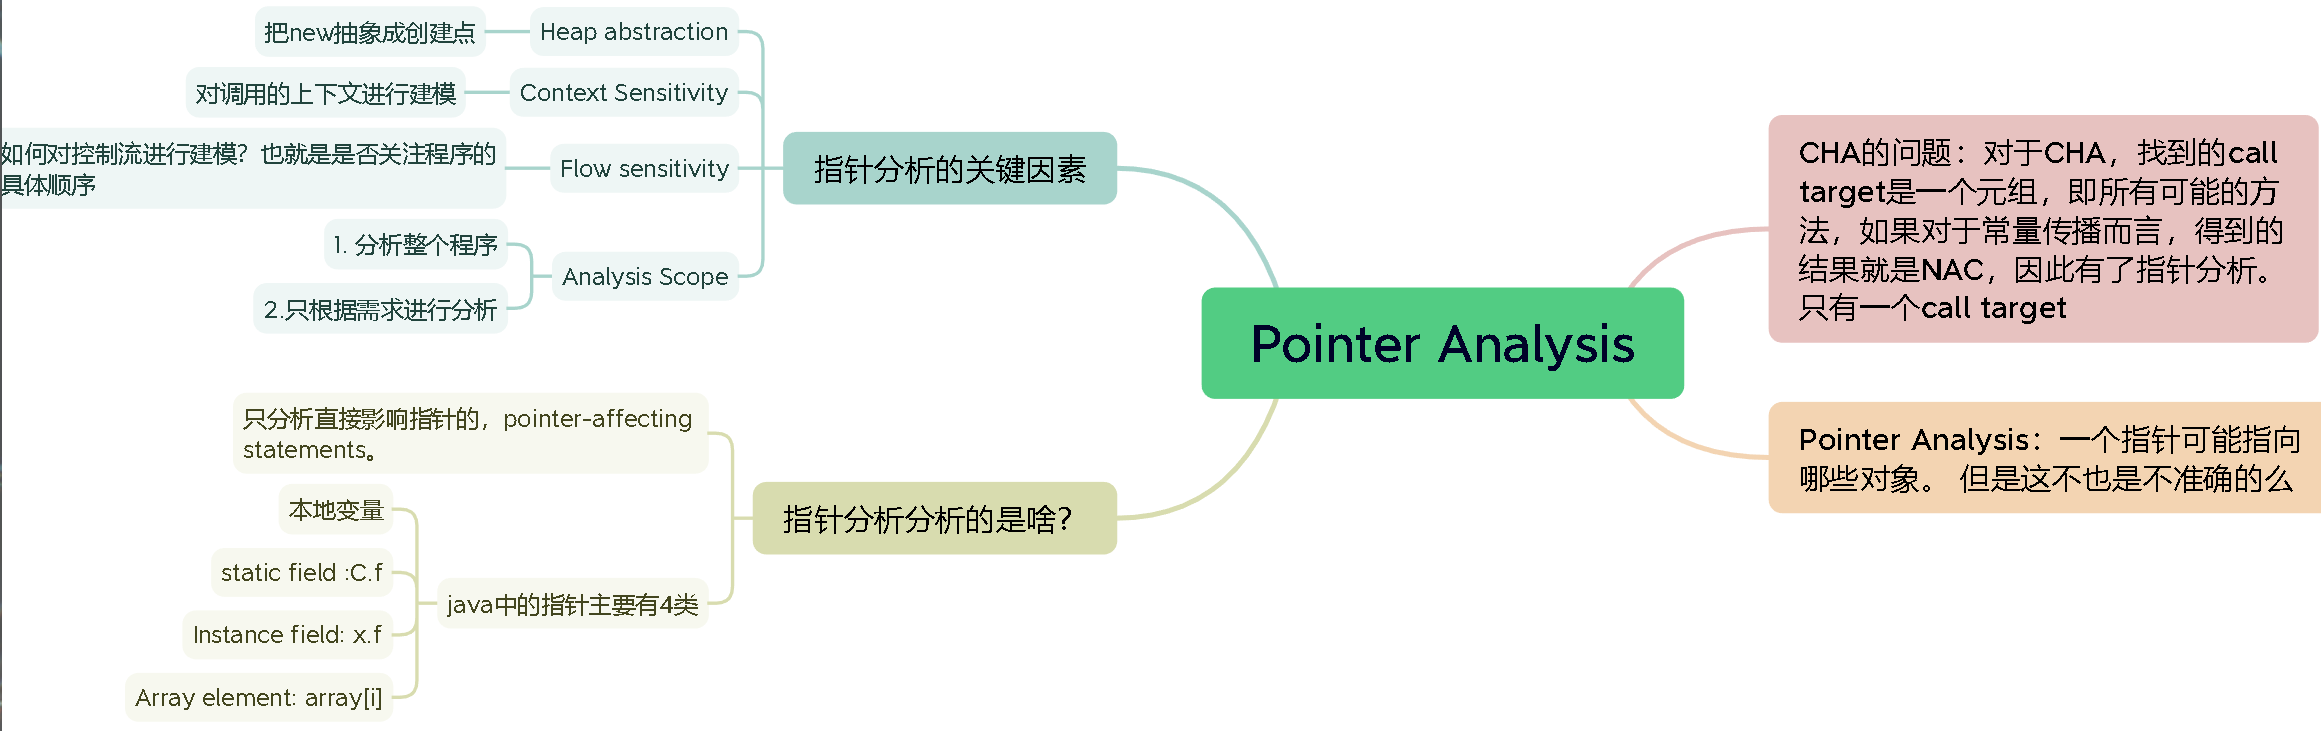 把new抽象成创建点
Heap abstraction
对调用的上下文进行建模
Context Sensitivity
如何对控制流进行建模？也就是是否关注程序的
具体顺序
Flow sensitivity
1. 分析整个程序
2.只根据需求进行分析
Analysis Scope
指针分析的关键因素
只分析直接影响指针的，pointer-affecting
statements。
本地变量
static field :C.f
Instance field: x.f
Array element: array[i]
java中的指针主要有4类
指针分析分析的是啥？
Pointer Analysis
CHA的问题：对于CHA，找到的call
target是一个元组，即所有可能的方
法，如果对于常量传播而言，得到的
结果就是NAC，因此有了指针分析。
只有一个call target
Pointer Analysis：一个指针可能指向
哪些对象。 但是这不也是不准确的么